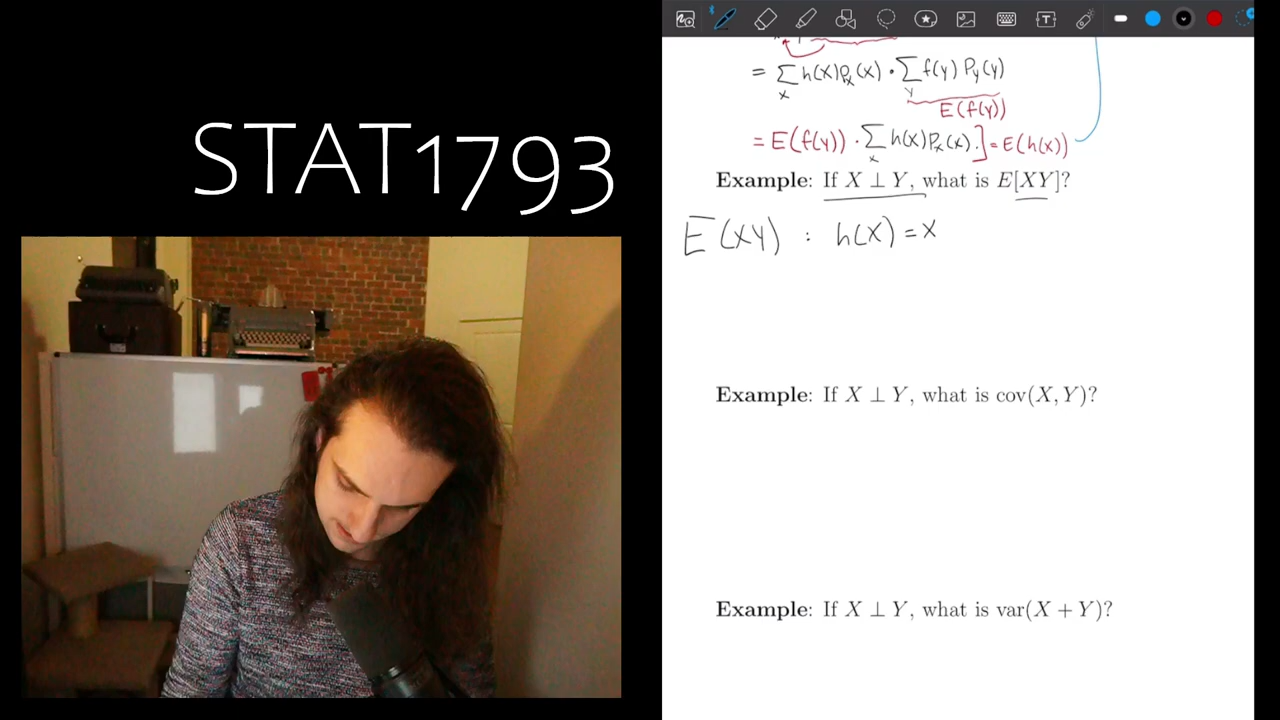 STAT1793
= ∑x h(x)Px(x) · ∑y f(y) Py(y)
E(f(y))
= E(f(y)) · ∑x h(x)Px(x).] = E(h(x))
Example: If X ⊥ Y, what is E[XY]?
E(XY) : h(X) = X
Example: If X ⊥ Y, what is cov(X, Y)?
Example: If X ⊥ Y, what is var(X + Y)?